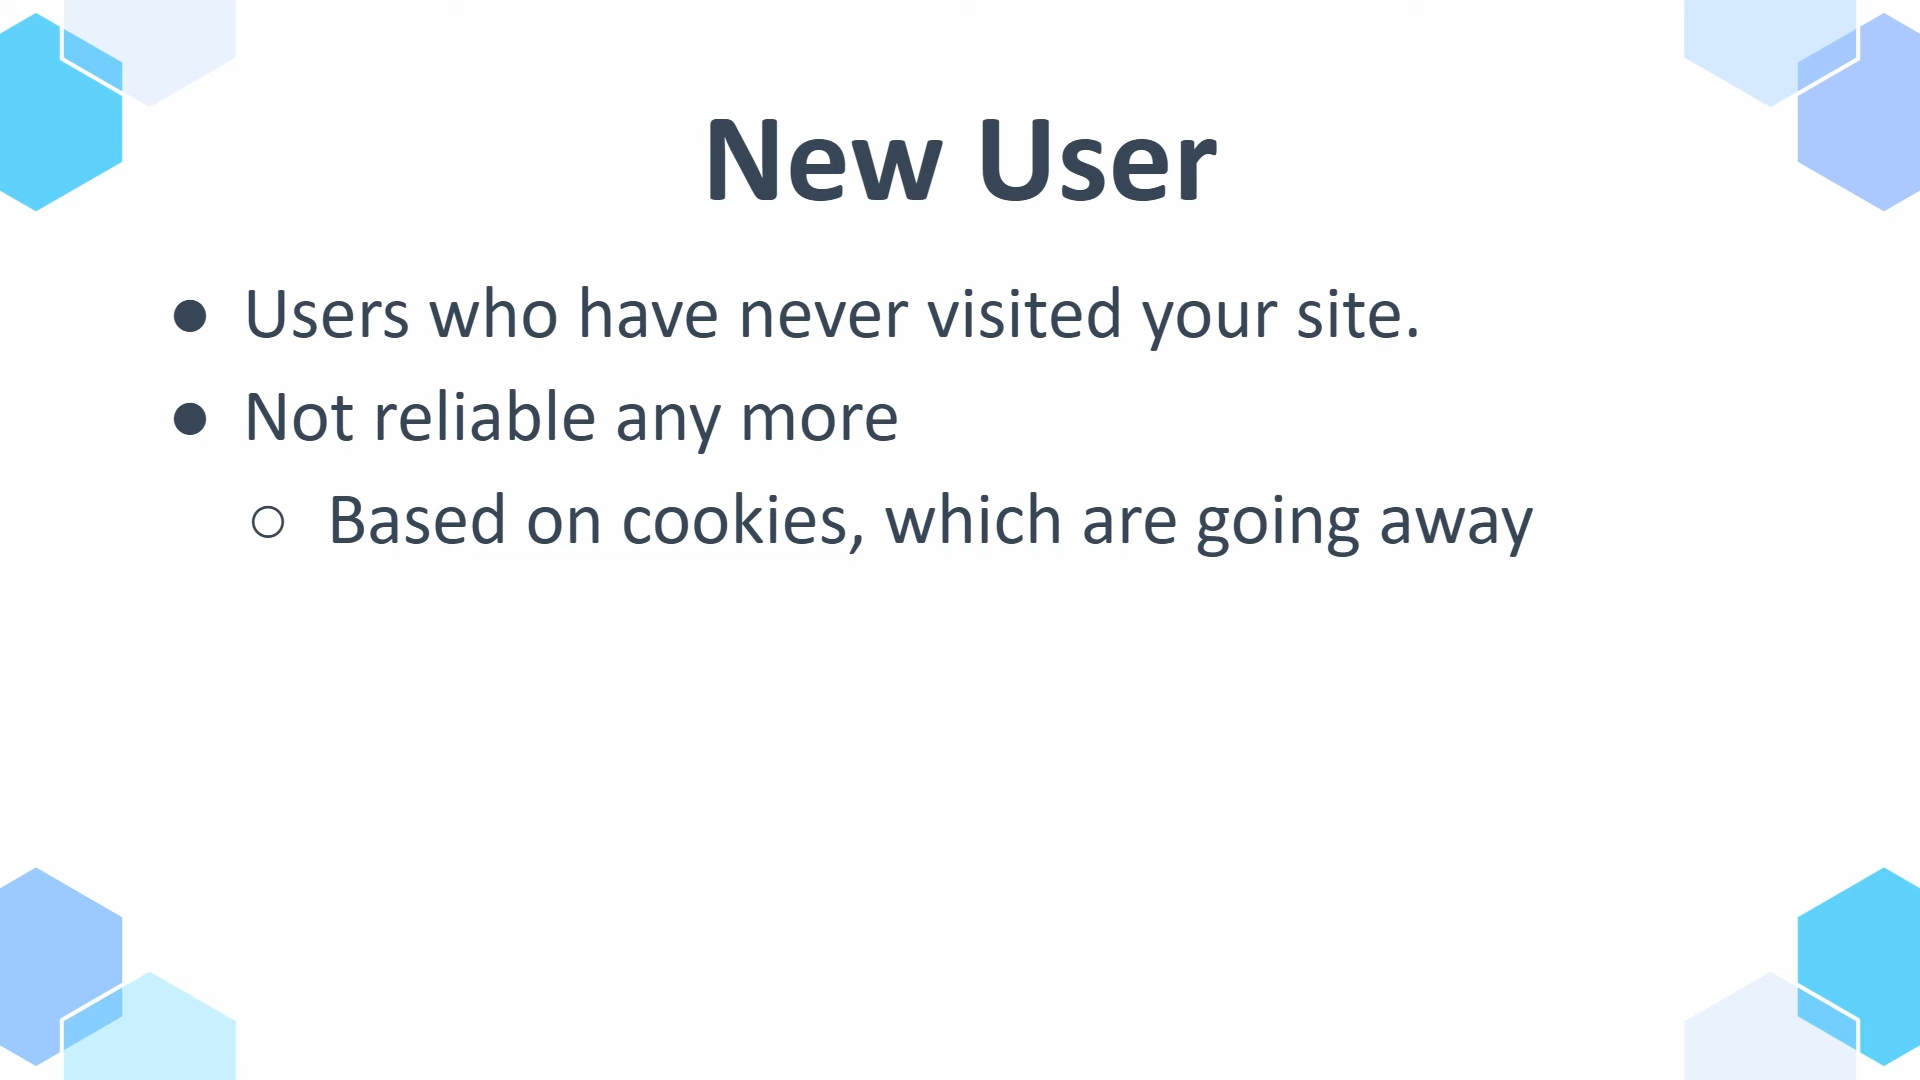 New User
● Users who have never visited your site.
● Not reliable any more
○ Based on cookies, which are going away